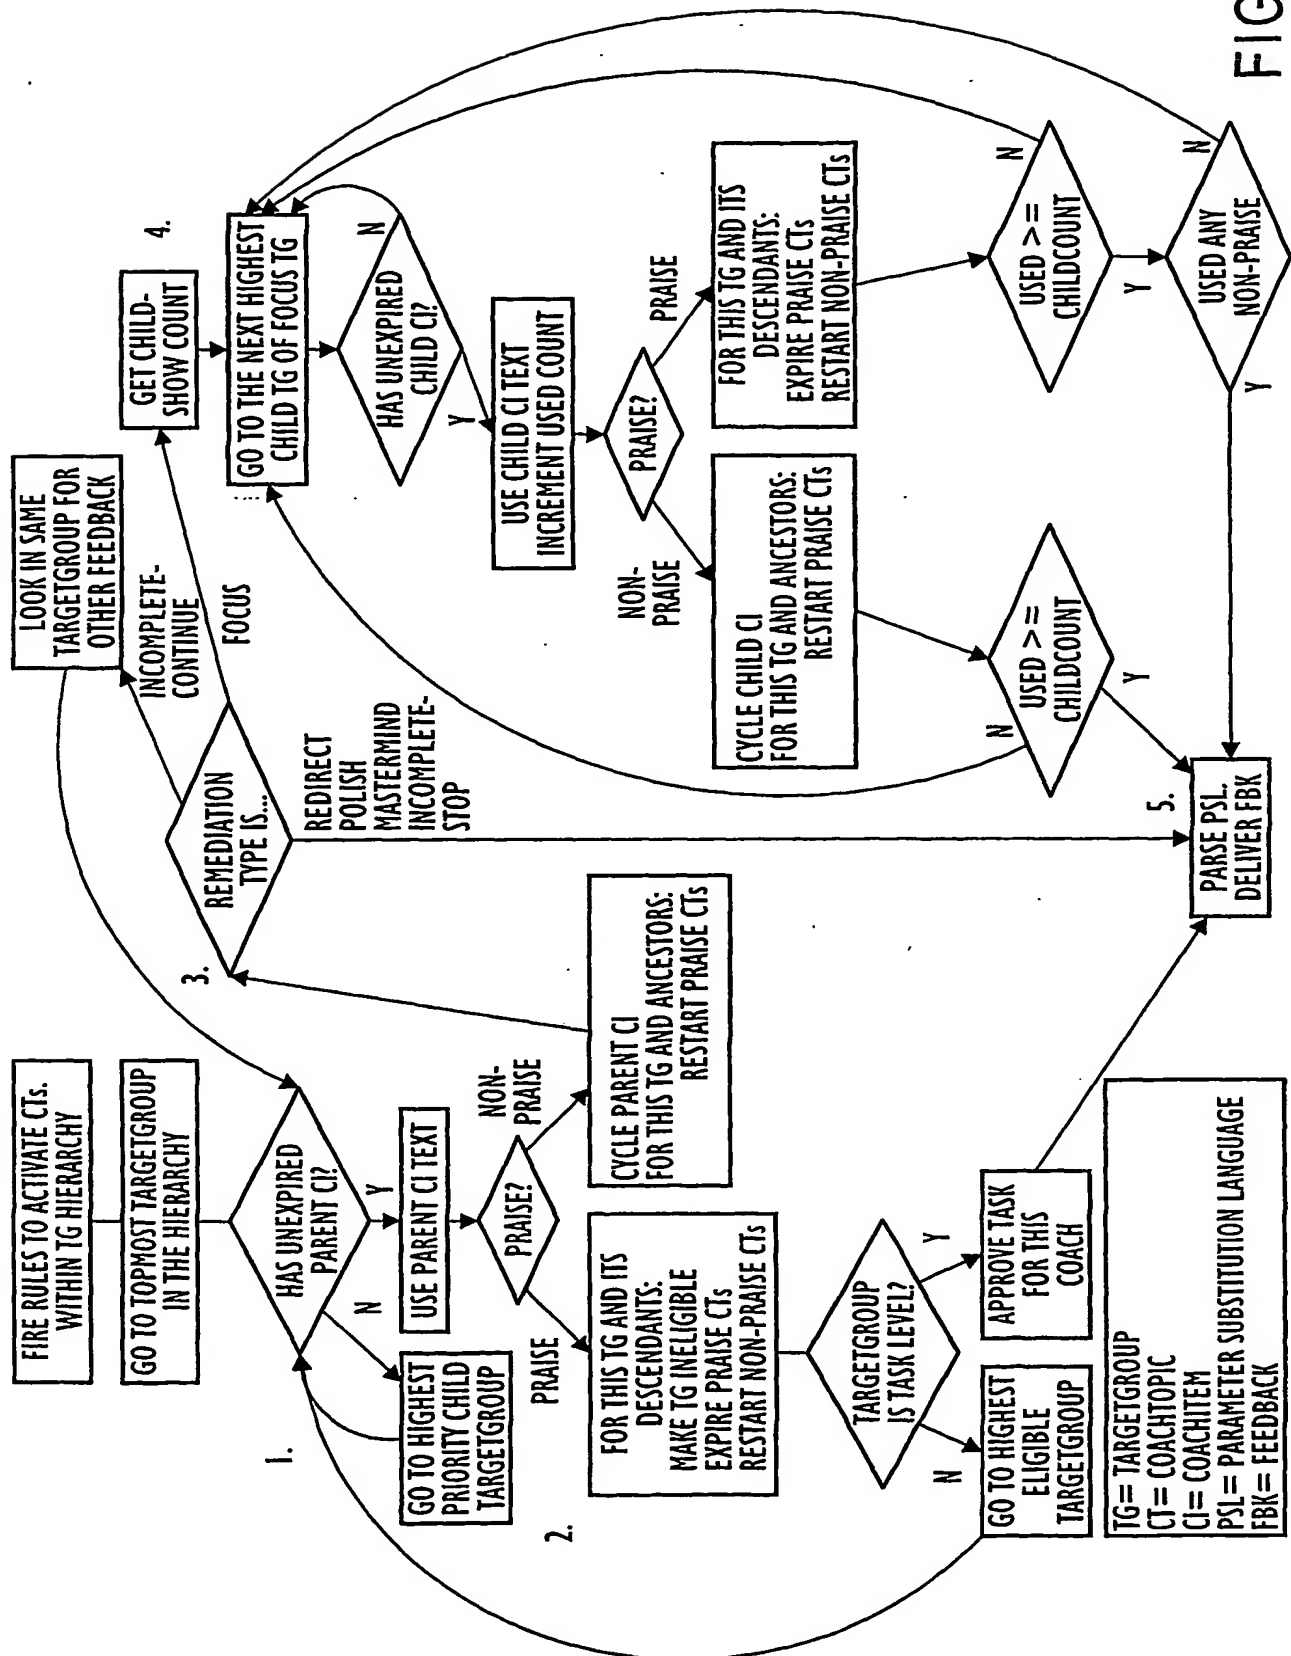 FIRE RULES TO ACTIVATE CTs.
WITHIN TG HIERARCHY
GO TO TOPMOST TARGETGROUP
IN THE HIERARCHY
1.
HAS UNEXPIRED
PARENT CI?
N
Y
GO TO HIGHEST
PRIORITY CHILD
TARGETGROUP
USE PARENT CI TEXT
PRAISE?
PRAISE
NON-
PRAISE
2.
FOR THIS TG AND ITS
DESCENDANTS:
MAKE TG INELIGIBLE
EXPIRE PRAISE CTs
RESTART NON-PRAISE CTs
CYCLE PARENT CI
FOR THIS TG AND ANCESTORS:
RESTART PRAISE CTs
TARGETGROUP
IS TASK LEVEL?
N
Y
GO TO HIGHEST
ELIGIBLE
TARGETGROUP
APPROVE TASK
FOR THIS
COACH
TG= TARGETGROUP
CT= COACHTOPIC
CI= COACHITEM
PSL= PARAMETER SUBSTITUTION LANGUAGE
FBK= FEEDBACK
LOOK IN SAME
TARGETGROUP FOR
OTHER FEEDBACK
3.
REMEDIATION
TYPE IS...
INCOMPLETE-
CONTINUE
FOCUS
REDIRECT
POLISH
MASTERMIND
INCOMPLETE-
STOP
4.
GET CHILD-
SHOW COUNT
GO TO THE NEXT HIGHEST
CHILD TG OF FOCUS TG
HAS UNEXPIRED
CHILD CI?
N
Y
USE CHILD CI TEXT
INCREMENT USED COUNT
PRAISE?
NON-
PRAISE
PRAISE
CYCLE CHILD CI
FOR THIS TG AND ANCESTORS:
RESTART PRAISE CTs
FOR THIS TG AND ITS
DESCENDANTS:
EXPIRE PRAISE CTs
RESTART NON-PRAISE CTs
N
USED >=
CHILDCOUNT
Y
USED >=
CHILDCOUNT
N
Y
USED ANY
NON-PRAISE
N
Y
5.
PARSE PSL.
DELIVER FBK
FIG